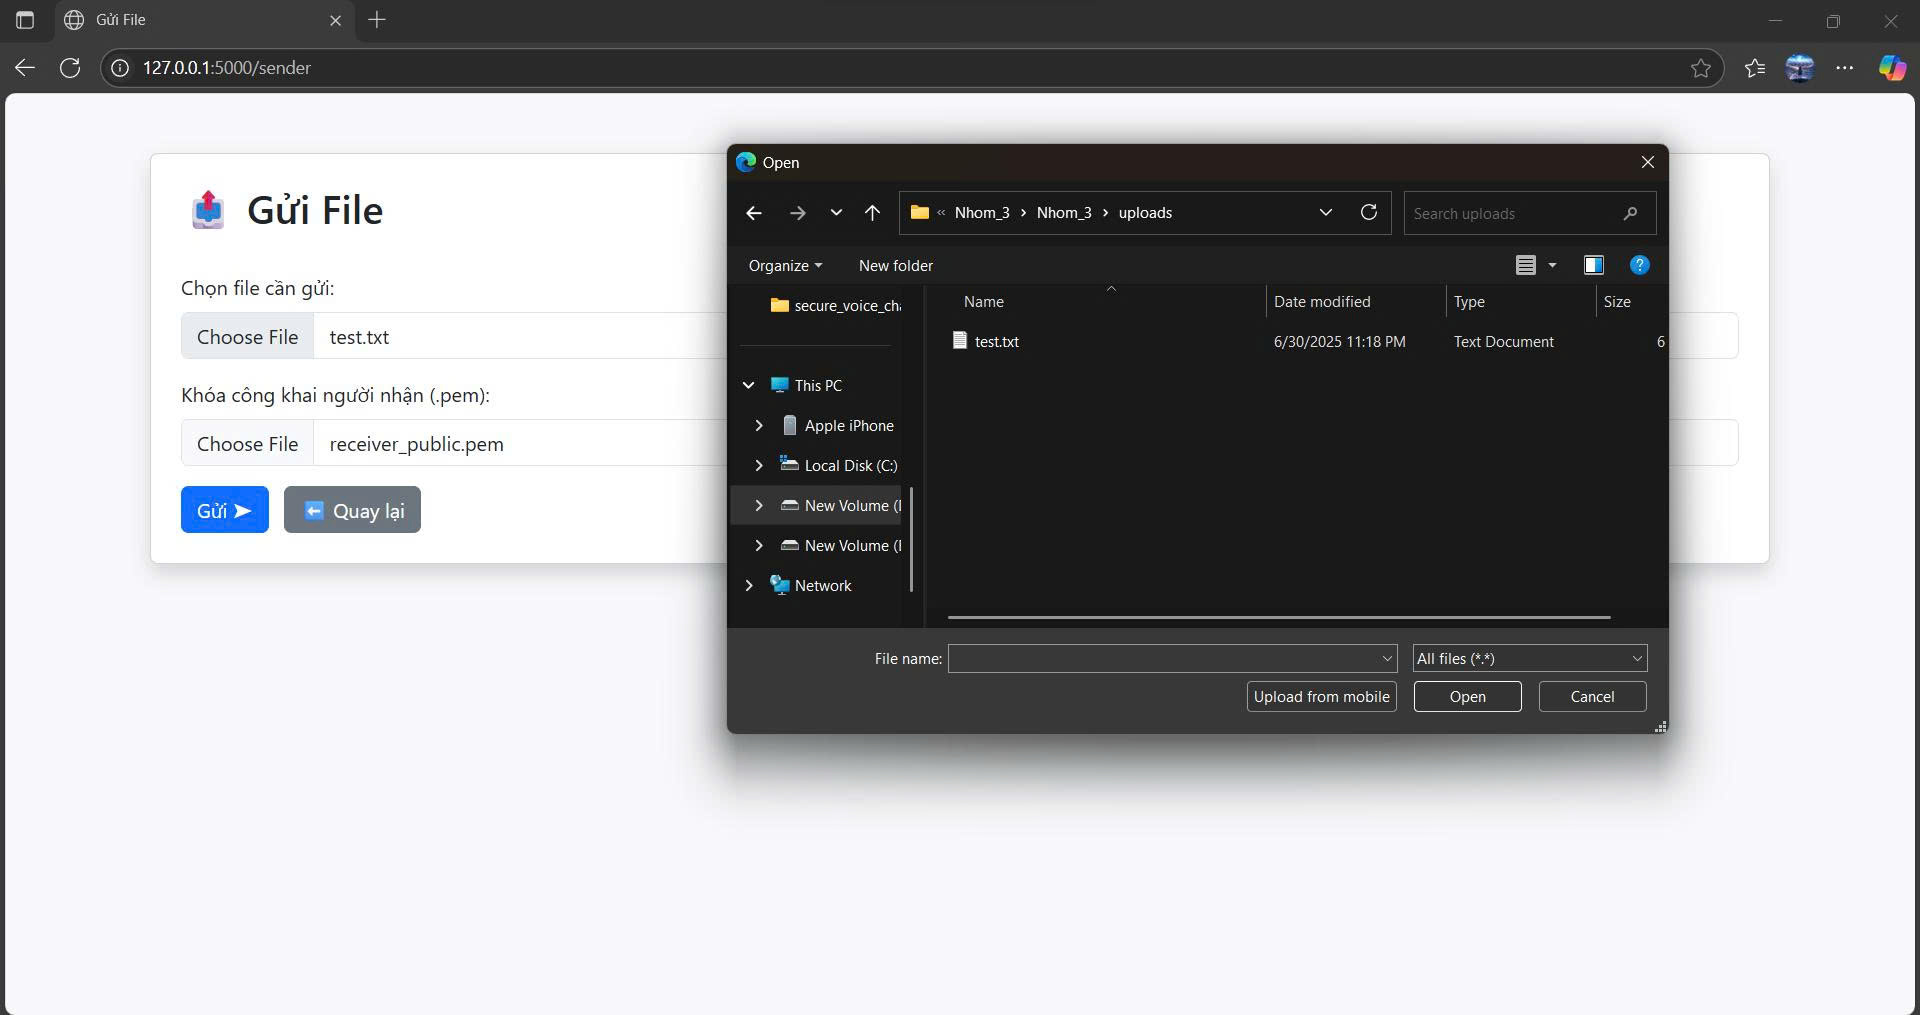 Gửi File
127.0.0.1:5000/sender
Gửi File
Chọn file cần gửi:
Choose File test.txt
Khóa công khai người nhận (.pem):
Choose File receiver_public.pem
Gửi ➤
Quay lại
Open
« Nhom_3 › Nhom_3 › uploads
Search uploads
Organize
New folder
secure_voice_cha
This PC
Apple iPhone
Local Disk (C:)
New Volume (
New Volume (
Network
Name Date modified Type Size
test.txt 6/30/2025 11:18 PM Text Document 6
File name:
All files (*.*)
Upload from mobile
Open
Cancel